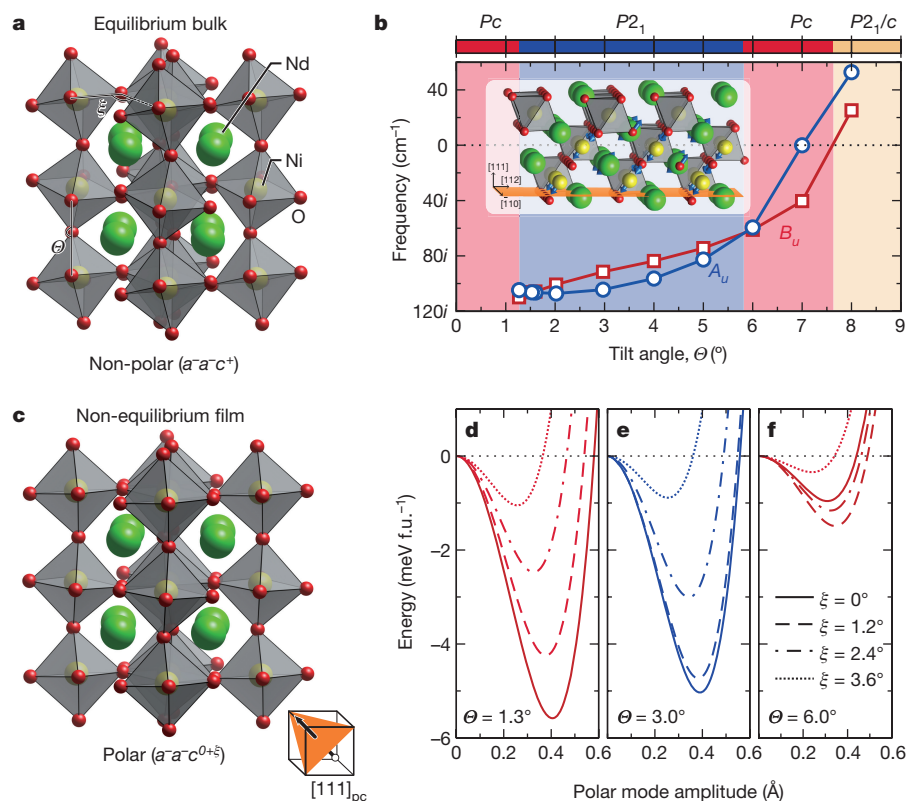 a Equilibrium bulk
Nd
ξ
Ni
O
Θ
Non-polar (a⁻a⁻c⁺)
b
Pc P2₁ Pc P2₁/c
Frequency (cm⁻¹)
40
0
40i
80i
120i
[111]
[112]
[110]
B_u
A_u
0 1 2 3 4 5 6 7 8 9
Tilt angle, Θ (º)
c Non-equilibrium film
Polar (a⁻a⁻c⁰⁺ξ)
[111]pc
d e f
Energy (meV f.u.⁻¹)
0
−2
−4
−6
ξ = 0°
ξ = 1.2°
ξ = 2.4°
ξ = 3.6°
Θ = 1.3° Θ = 3.0° Θ = 6.0°
0 0.2 0.4 0.6 0.2 0.4 0.6 0.2 0.4 0.6
Polar mode amplitude (Å)